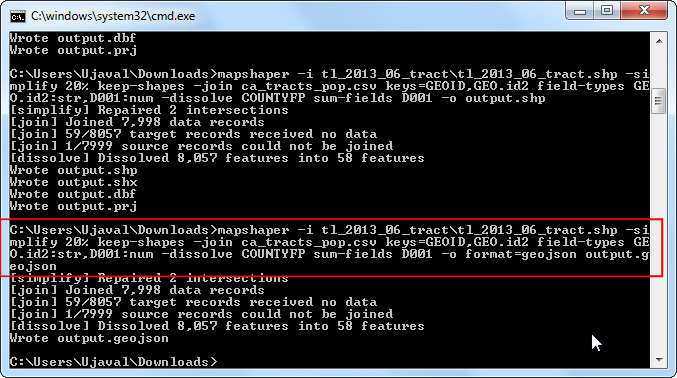 C:\windows\system32\cmd.exe
Wrote output.dbf
Wrote output.prj
C:\Users\Ujaval\Downloads>mapshaper -i tl_2013_06_tract\tl_2013_06_tract.shp -si
mplify 20% keep-shapes -join ca_tracts_pop.csv keys=GEOID,GEO.id2 field-types GE
O.id2:str,D001:num -dissolve COUNTYFP sum-fields D001 -o output.shp
[simplify] Repaired 2 intersections
[join] Joined 7,998 data records
[join] 59/8057 target records received no data
[join] 1/7999 source records could not be joined
[dissolve] Dissolved 8,057 features into 58 features
Wrote output.shp
Wrote output.shx
Wrote output.dbf
Wrote output.prj
C:\Users\Ujaval\Downloads>mapshaper -i tl_2013_06_tract\tl_2013_06_tract.shp -si
mplify 20% keep-shapes -join ca_tracts_pop.csv keys=GEOID,GEO.id2 field-types GE
O.id2:str,D001:num -dissolve COUNTYFP sum-fields D001 -o format=geojson output.g
eojson
[simplify] Repaired 2 intersections
[join] Joined 7,998 data records
[join] 59/8057 target records received no data
[join] 1/7999 source records could not be joined
[dissolve] Dissolved 8,057 features into 58 features
Wrote output.geojson
C:\Users\Ujaval\Downloads>